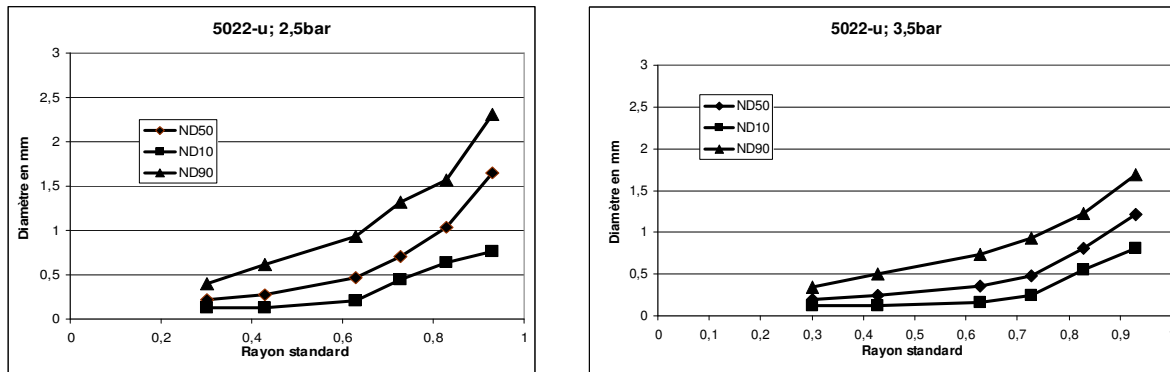 5022-u; 2,5bar
Diamètre en mm
3
2,5
2
1,5
1
0,5
0
ND50
ND10
ND90
0
0,2
0,4
0,6
0,8
1
Rayon standard
5022-u; 3,5bar
Diamètre en mm
3
2,5
2
1,5
1
0,5
0
ND50
ND10
ND90
0
0,1
0,2
0,3
0,4
0,5
0,6
0,7
0,8
0,9
1
Rayon standard